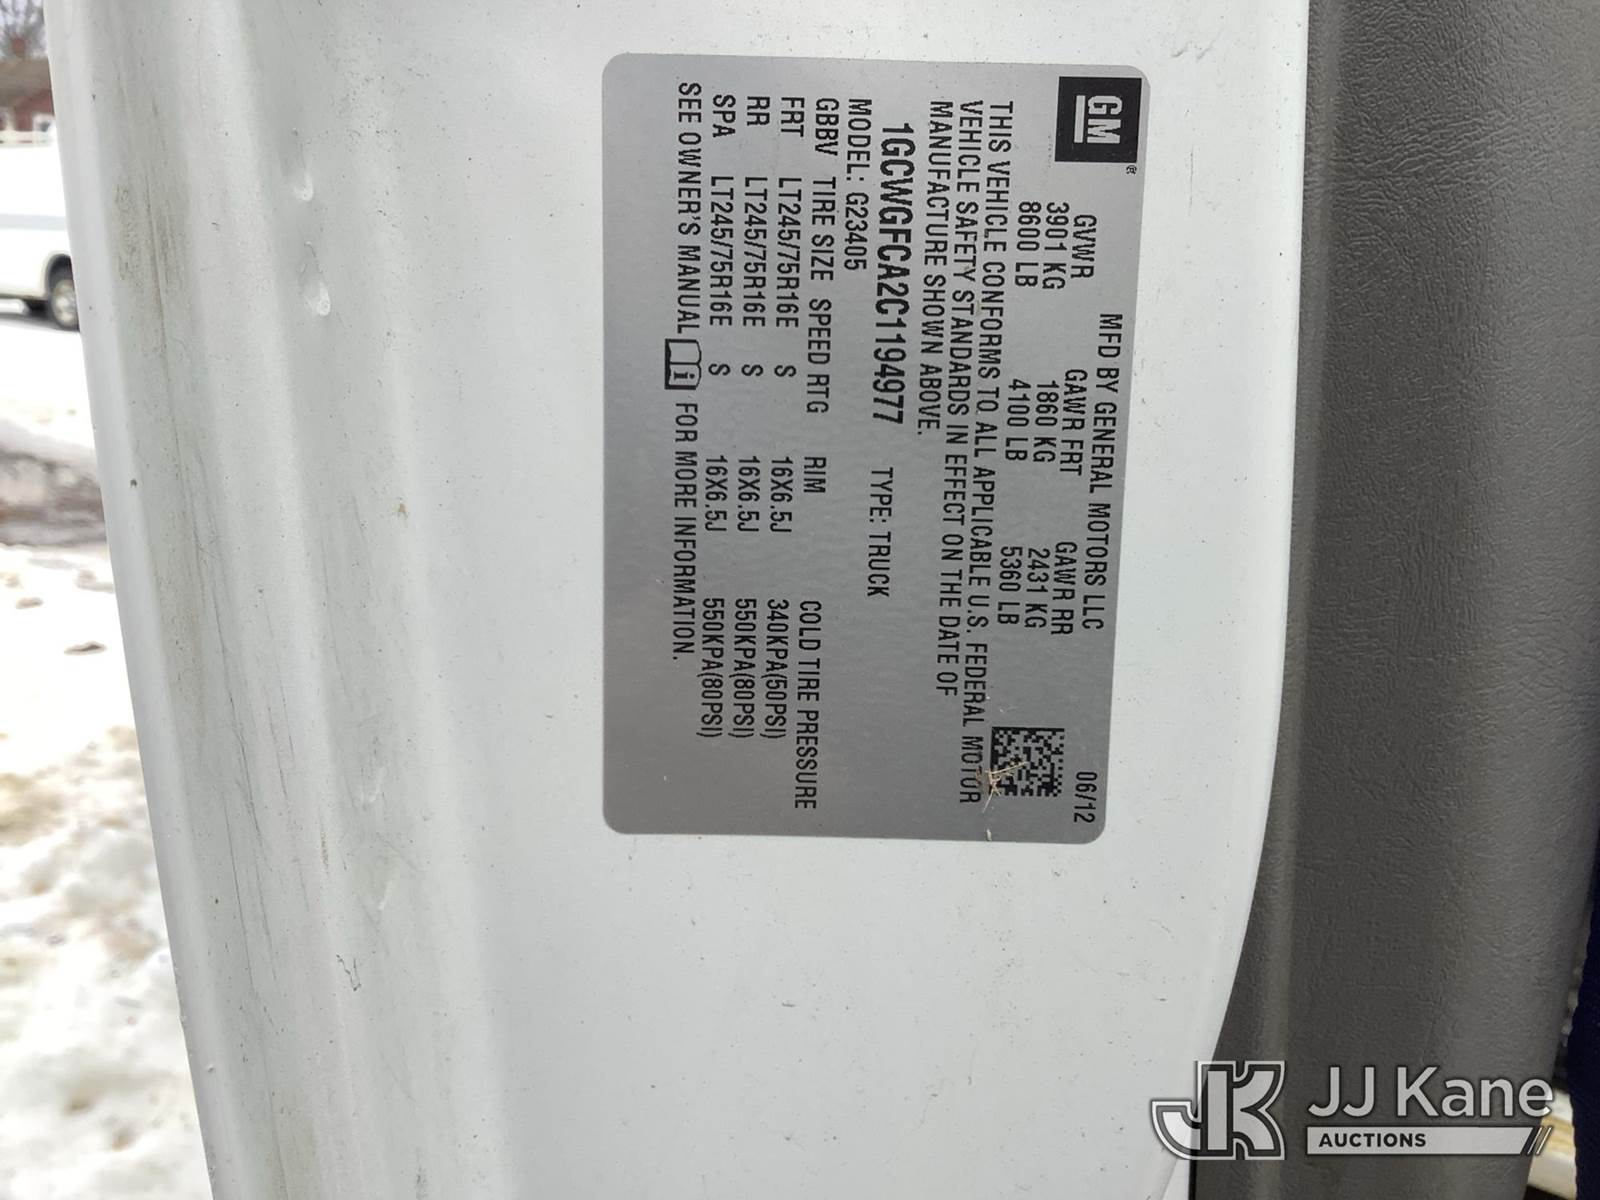 GM
®
MFD BY GENERAL MOTORS LLC 06/12
GVWR GAWR FRT GAWR RR
3901 KG 1860 KG 2431 KG
8600 LB 4100 LB 5360 LB
THIS VEHICLE CONFORMS TO ALL APPLICABLE U.S. FEDERAL MOTOR
VEHICLE SAFETY STANDARDS IN EFFECT ON THE DATE OF
MANUFACTURE SHOWN ABOVE.
1GCWGFCA2C1194977 TYPE: TRUCK
MODEL: G23405
GBBV TIRE SIZE SPEED RTG RIM COLD TIRE PRESSURE
FRT LT245/75R16E S 16X6.5J 340KPA(50PSI)
RR LT245/75R16E S 16X6.5J 550KPA(80PSI)
SPA LT245/75R16E S 16X6.5J 550KPA(80PSI)
SEE OWNER'S MANUAL i FOR MORE INFORMATION.
JK JJ Kane
AUCTIONS